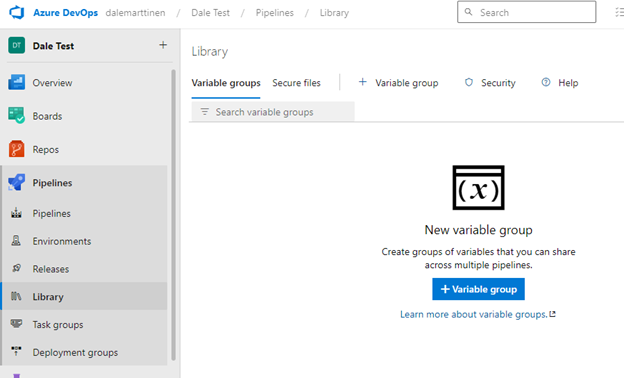 Azure DevOps dalemarttinen / Dale Test / Pipelines / Library
Search
DT Dale Test +
Overview
Boards
Repos
Pipelines
Pipelines
Environments
Releases
Library
Task groups
Deployment groups
Library
Variable groups Secure files + Variable group Security ? Help
Search variable groups
(x)
New variable group
Create groups of variables that you can share
across multiple pipelines.
+ Variable group
Learn more about variable groups.